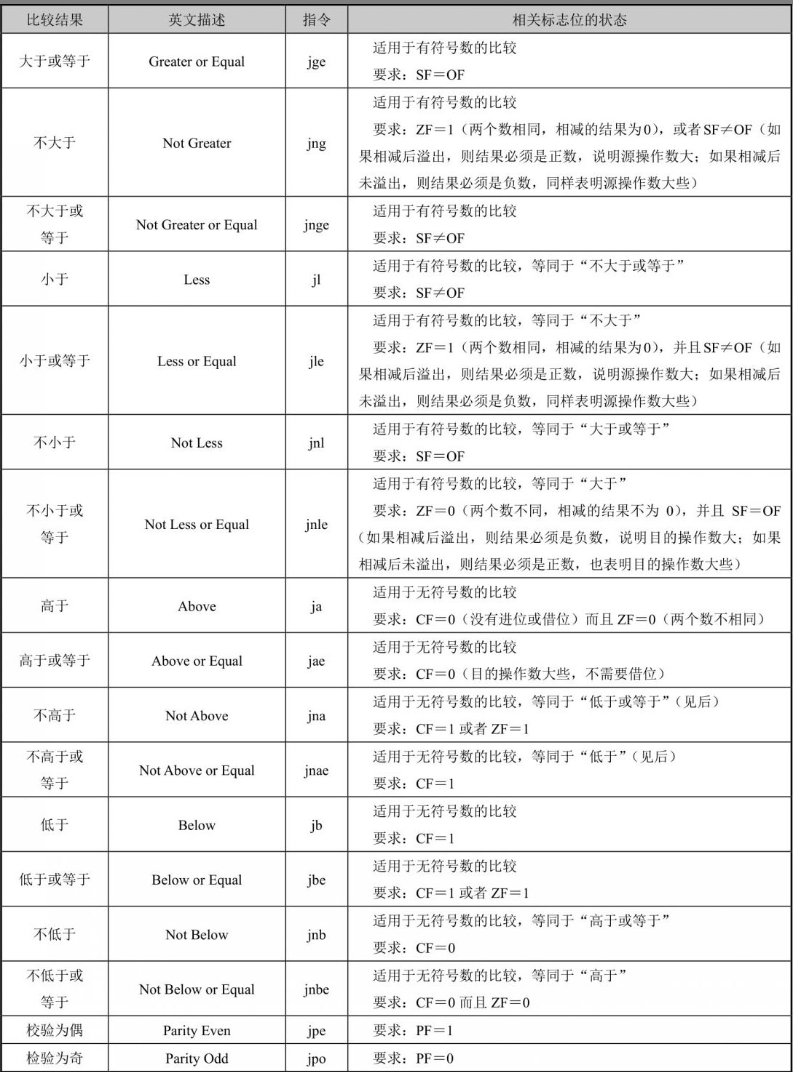 比较结果 英文描述 指令 相关标志位的状态
大于或等于 Greater or Equal jge 适用于有符号数的比较
要求：SF＝OF
不大于 Not Greater jng 适用于有符号数的比较
要求：ZF＝1（两个数相同，相减的结果为0），或者SF≠OF（如
果相减后溢出，则结果必须是正数，说明源操作数大；如果相减后
未溢出，则结果必须是负数，同样表明源操作数大些）
不大于或
等于 Not Greater or Equal jnge 适用于有符号数的比较
要求：SF≠OF
小于 Less jl 适用于有符号数的比较，等同于“不大于或等于”
要求：SF≠OF
小于或等于 Less or Equal jle 适用于有符号数的比较，等同于“不大于”
要求：ZF＝1（两个数相同，相减的结果为0），并且SF≠OF（如
果相减后溢出，则结果必须是正数，说明源操作数大；如果相减后
未溢出，则结果必须是负数，同样表明源操作数大些）
不小于 Not Less jnl 适用于有符号数的比较，等同于“大于或等于”
要求：SF＝OF
不小于或
等于 Not Less or Equal jnle 适用于有符号数的比较，等同于“大于”
要求：ZF＝0（两个数不同，相减的结果不为 0），并且 SF＝OF
（如果相减后溢出，则结果必须是负数，说明目的操作数大；如果
相减后未溢出，则结果必须是正数，也表明目的操作数大些）
高于 Above ja 适用于无符号数的比较
要求：CF＝0（没有进位或借位）而且 ZF＝0（两个数不相同）
高于或等于 Above or Equal jae 适用于无符号数的比较
要求：CF＝0（目的操作数大些，不需要借位）
不高于 Not Above jna 适用于无符号数的比较，等同于“低于或等于”（见后）
要求：CF＝1 或者 ZF＝1
不高于或
等于 Not Above or Equal jnae 适用于无符号数的比较，等同于“低于”（见后）
要求：CF＝1
低于 Below jb 适用于无符号数的比较
要求：CF＝1
低于或等于 Below or Equal jbe 适用于无符号数的比较
要求：CF＝1 或者 ZF＝1
不低于 Not Below jnb 适用于无符号数的比较，等同于“高于或等于”
要求：CF＝0
不低于或
等于 Not Below or Equal jnbe 适用于无符号数的比较，等同于“高于”
要求：CF＝0 而且 ZF＝0
校验为偶 Parity Even jpe 要求：PF＝1
检验为奇 Parity Odd jpo 要求：PF＝0